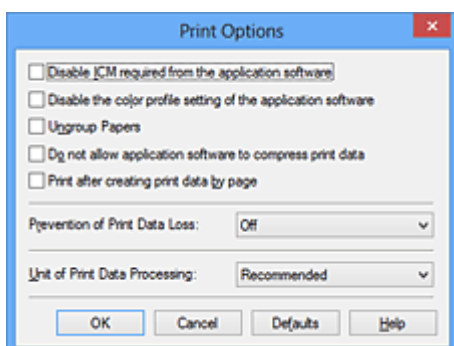 Print Options
Disable ICM required from the application software
Disable the color profile setting of the application software
Ungroup Papers
Do not allow application software to compress print data
Print after creating print data by page
Prevention of Print Data Loss: Off
Unit of Print Data Processing: Recommended
OK Cancel Defaults Help